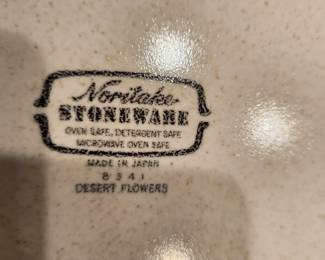 Noritake
STONEWARE
OVEN SAFE, DETERGENT SAFE
MICROWAVE OVEN SAFE
MADE IN JAPAN
8341
DESERT FLOWERS